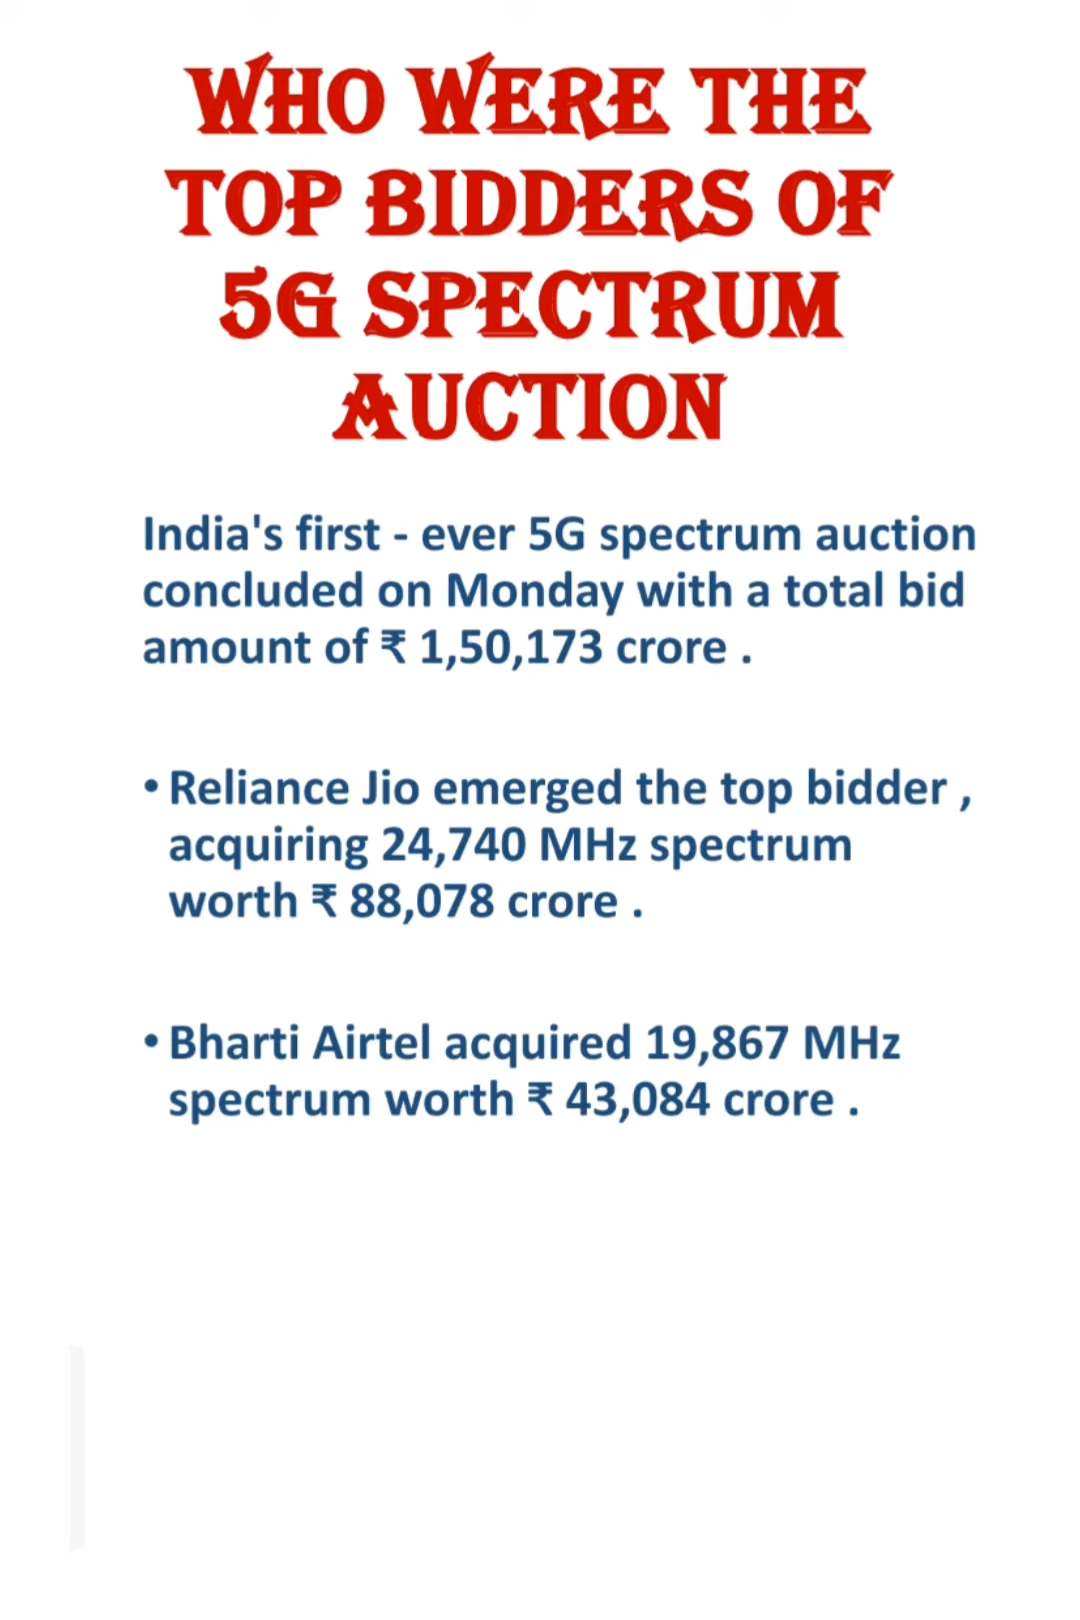 WHO WERE THE
TOP BIDDERS OF
5G SPECTRUM
AUCTION
India's first - ever 5G spectrum auction
concluded on Monday with a total bid
amount of ₹ 1,50,173 crore .
• Reliance Jio emerged the top bidder ,
acquiring 24,740 MHz spectrum
worth ₹ 88,078 crore .
• Bharti Airtel acquired 19,867 MHz
spectrum worth ₹ 43,084 crore .